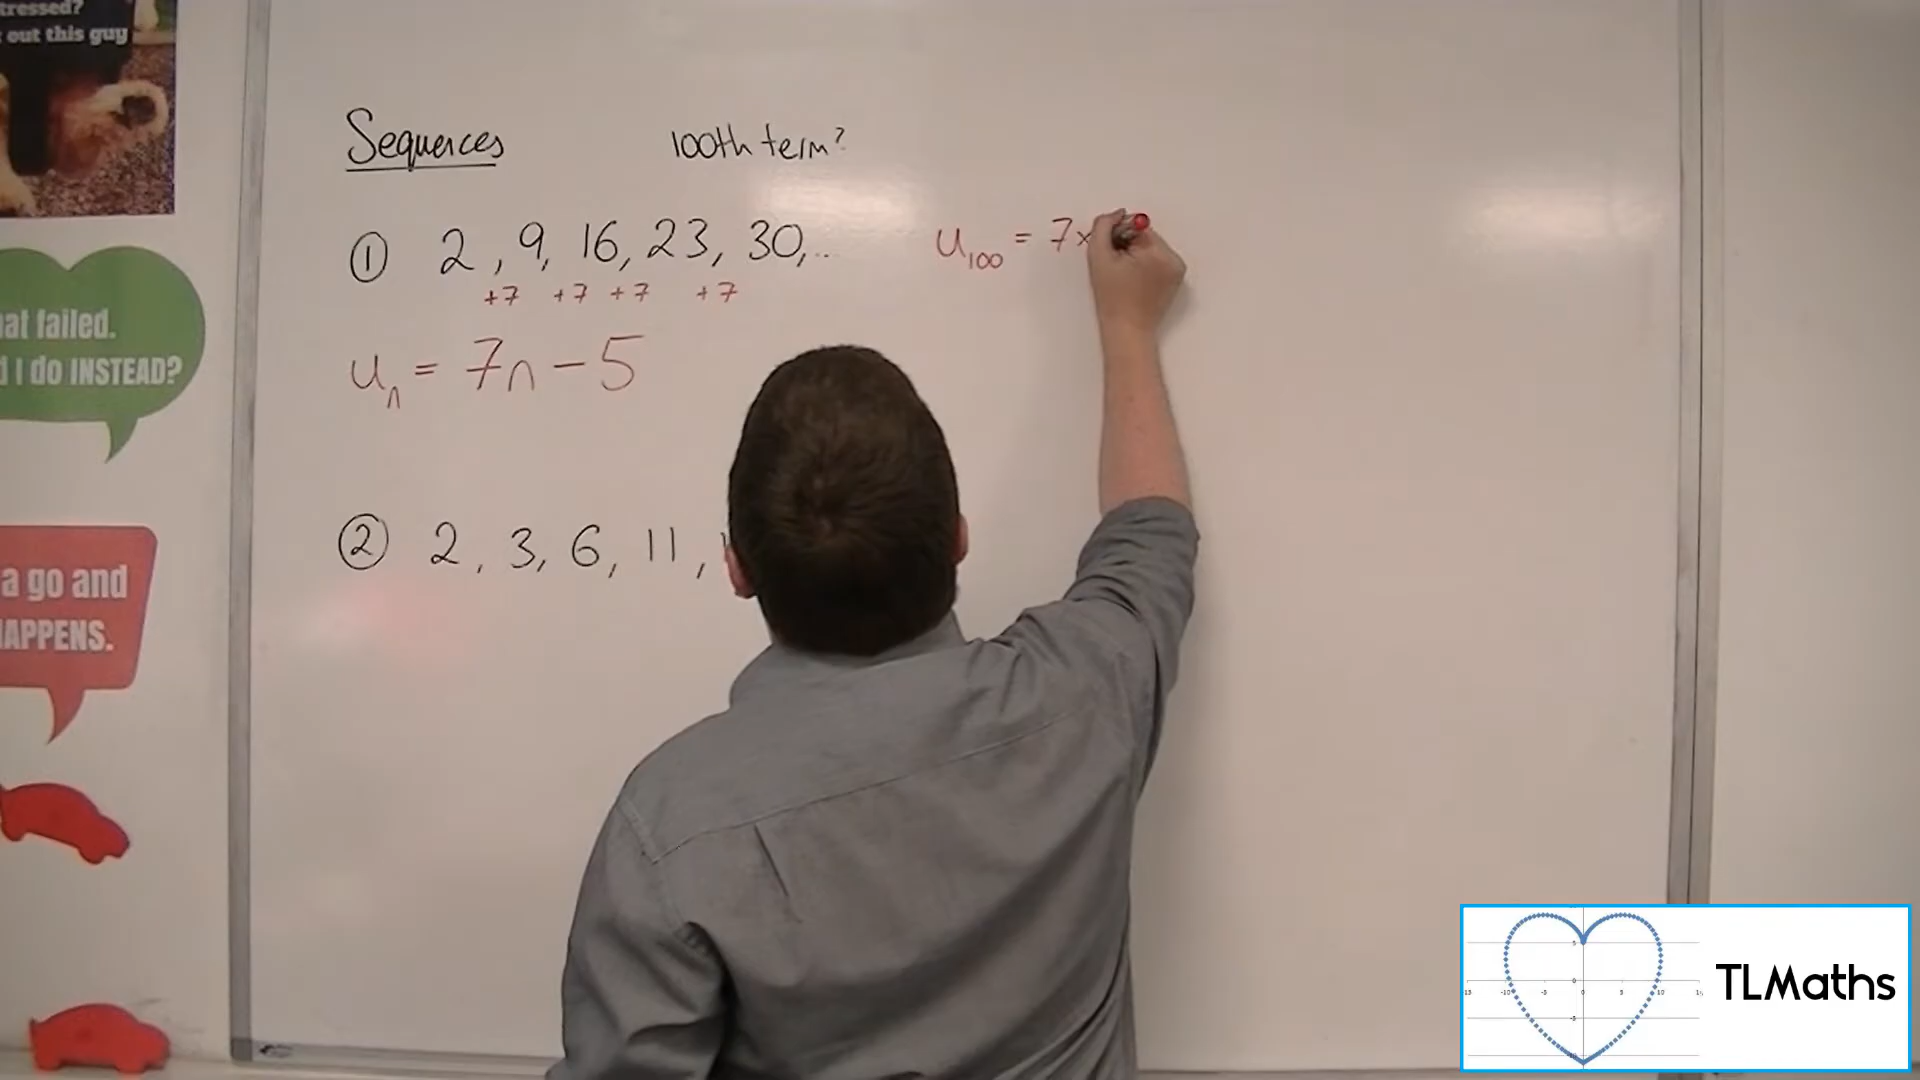 tressed?
out this guy
Sequences 100th term?
① 2, 9, 16, 23, 30,...
+7 +7 +7 +7
u₁₀₀ = 7×
uₙ = 7n - 5
② 2, 3, 6, 11,
at failed.
I do INSTEAD?
a go and
HAPPENS.
TLMaths